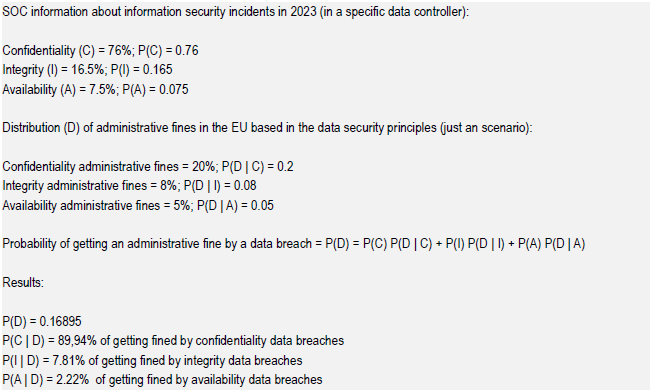 SOC information about information security incidents in 2023 (in a specific data controller):
Confidentiality (C) = 76%; P(C) = 0.76
Integrity (I) = 16.5%; P(I) = 0.165
Availability (A) = 7.5%; P(A) = 0.075
Distribution (D) of administrative fines in the EU based in the data security principles (just an scenario):
Confidentiality administrative fines = 20%; P(D | C) = 0.2
Integrity administrative fines = 8%; P(D | I) = 0.08
Availability administrative fines = 5%; P(D | A) = 0.05
Probability of getting an administrative fine by a data breach = P(D) = P(C) P(D | C) + P(I) P(D | I) + P(A) P(D | A)
Results:
P(D) = 0.16895
P(C | D) = 89,94% of getting fined by confidentiality data breaches
P(I | D) = 7.81% of getting fined by integrity data breaches
P(A | D) = 2.22% of getting fined by availability data breaches